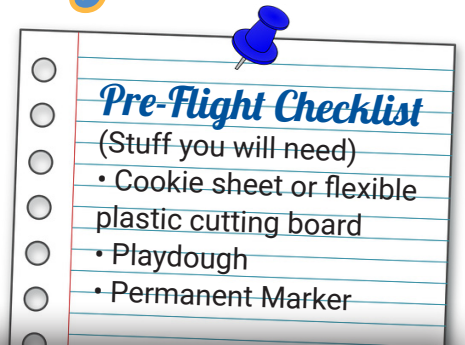 Pre-Flight Checklist
(Stuff you will need)
• Cookie sheet or flexible
plastic cutting board
• Playdough
• Permanent Marker